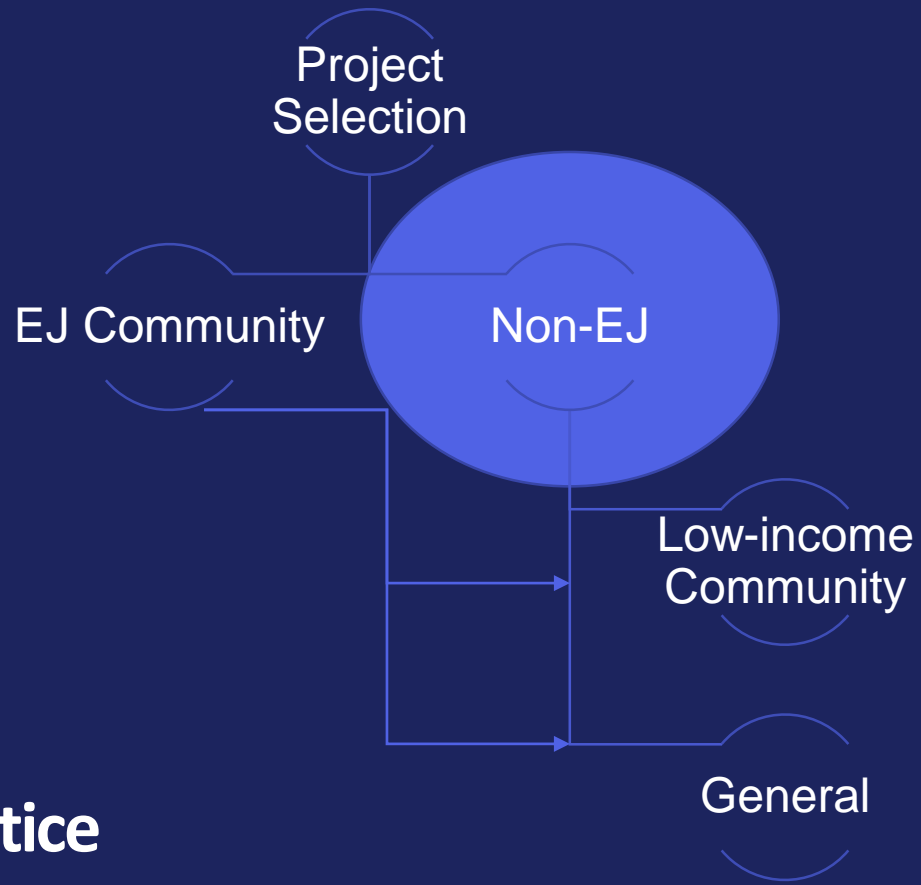 Project
Selection
EJ Community
Non-EJ
Low-income
Community
General
tice